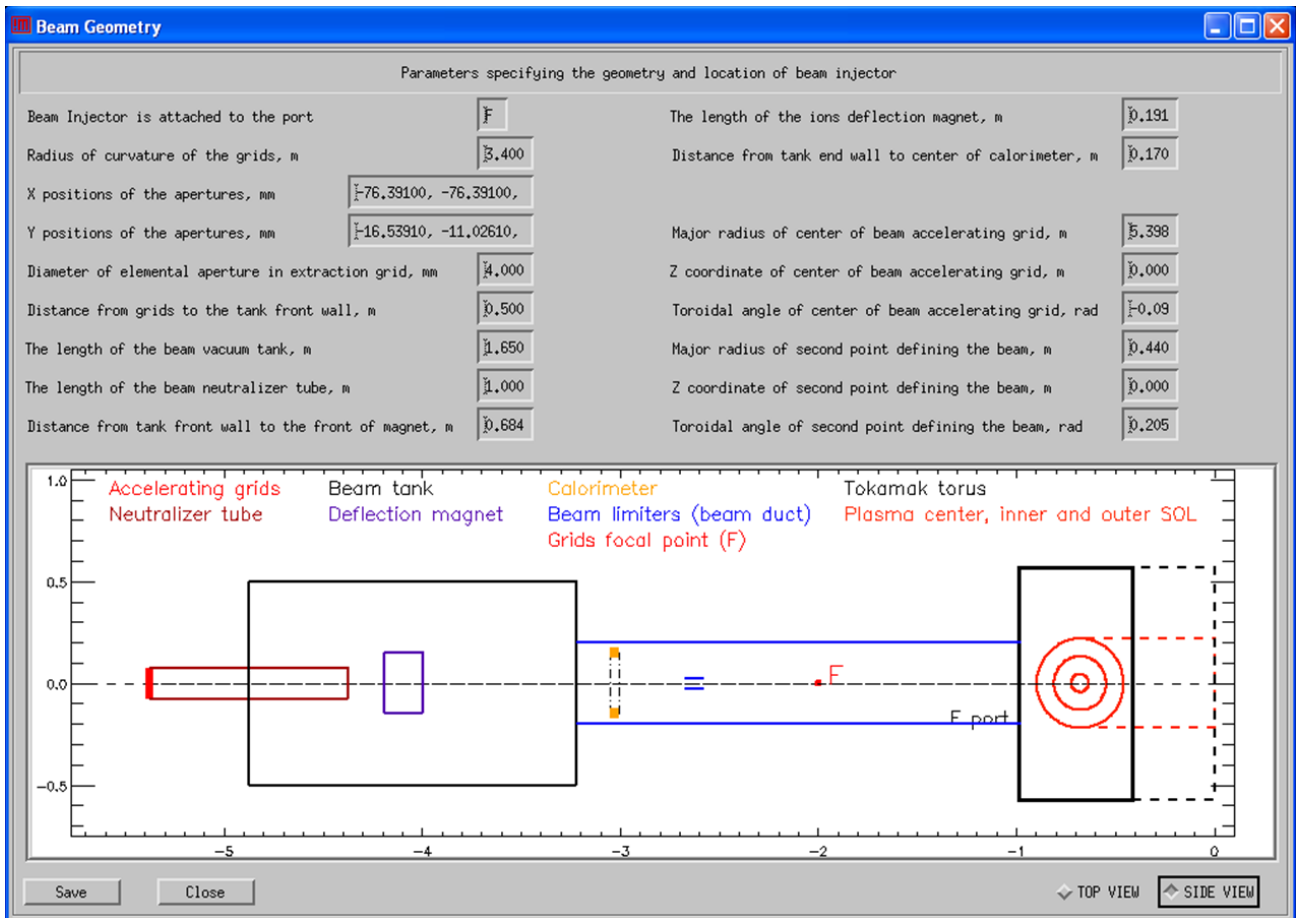 Beam Geometry
Parameters specifying the geometry and location of beam injector
Beam Injector is attached to the port F
The length of the ions deflection magnet, m 0.191
Radius of curvature of the grids, m 3.400
Distance from tank end wall to center of calorimeter, m 0.170
X positions of the apertures, mm -76.39100, -76.39100,
Y positions of the apertures, mm -16.53910, -11.02610,
Major radius of center of beam accelerating grid, m 5.398
Diameter of elemental aperture in extraction grid, mm 4.000
Z coordinate of center of beam accelerating grid, m 0.000
Distance from grids to the tank front wall, m 0.500
Toroidal angle of center of beam accelerating grid, rad -0.09
The length of the beam vacuum tank, m 1.650
Major radius of second point defining the beam, m 0.440
The length of the beam neutralizer tube, m 1.000
Z coordinate of second point defining the beam, m 0.000
Distance from tank front wall to the front of magnet, m 0.684
Toroidal angle of second point defining the beam, rad 0.205
1.0
Accelerating grids Beam tank Calorimeter Tokamak torus
Neutralizer tube Deflection magnet Beam limiters (beam duct) Plasma center, inner and outer SOL
Grids focal point (F)
0.5
0.0
F
F port
-0.5
-5 -4 -3 -2 -1 0
Save Close TOP VIEW SIDE VIEW